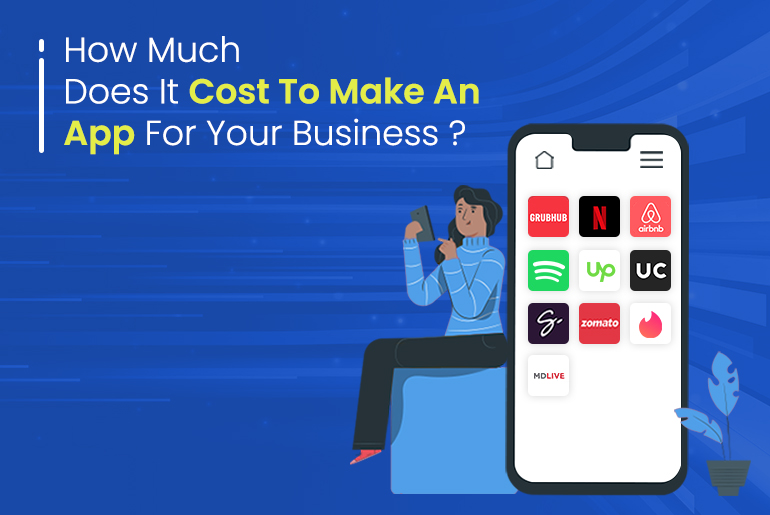 How Much
Does It Cost To Make An
App For Your Business ?
GRUBHUB
N
airbnb
Up
UC
zomato
MDLIVE